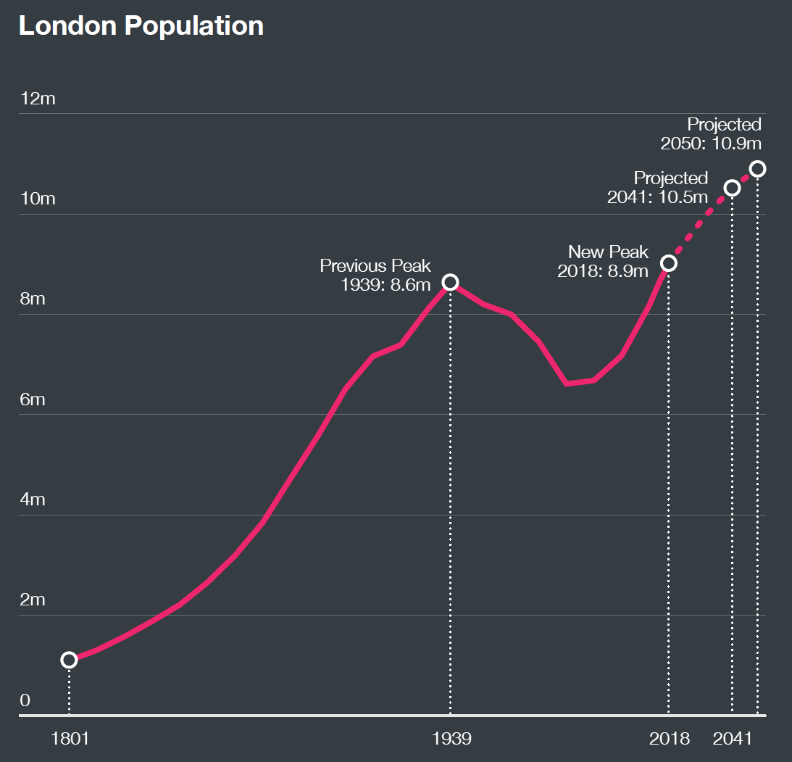 London Population
12m
Projected
2050: 10.9m
Projected
2041: 10.5m
10m
New Peak
2018: 8.9m
Previous Peak
1939: 8.6m
8m
6m
4m
2m
0
1801
1939
2018
2041